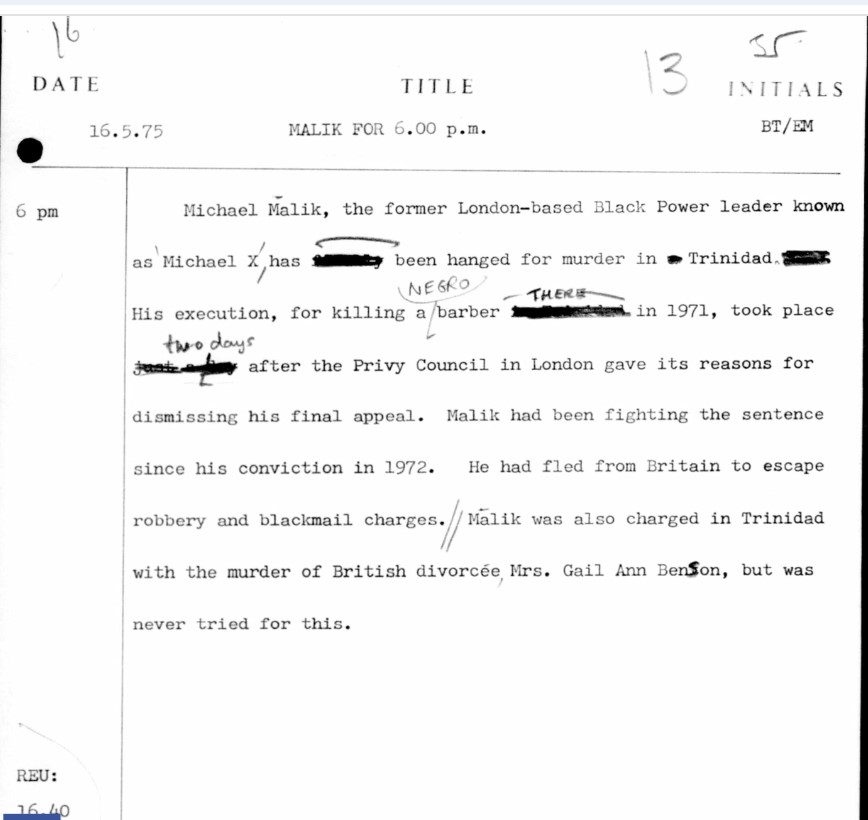 16
13 35
DATE TITLE INITIALS
16.5.75 MALIK FOR 6.00 p.m. BT/EM
6 pm Michael Malik, the former London-based Black Power leader known
as Michael X, has been hanged for murder in Trinidad.
NEGRO THERE
His execution, for killing a barber in 1971, took place
two days
after the Privy Council in London gave its reasons for
dismissing his final appeal. Malik had been fighting the sentence
since his conviction in 1972. He had fled from Britain to escape
robbery and blackmail charges. // Malik was also charged in Trinidad
with the murder of British divorcée, Mrs. Gail Ann Benson, but was
never tried for this.
REU:
16.40